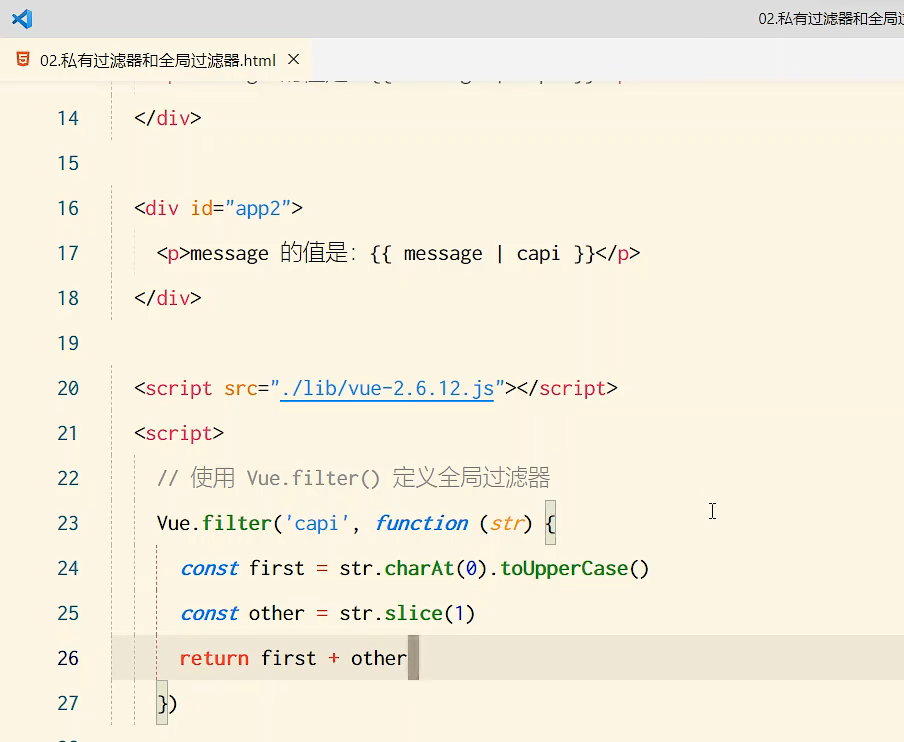 02.私有过滤器和全局过
02.私有过滤器和全局过滤器.html
14 </div>
15
16 <div id="app2">
17 <p>message 的值是: {{ message | capi }}</p>
18 </div>
19
20 <script src="./lib/vue-2.6.12.js"></script>
21 <script>
22 // 使用 Vue.filter() 定义全局过滤器
23 Vue.filter('capi', function (str) {
24 const first = str.charAt(0).toUpperCase()
25 const other = str.slice(1)
26 return first + other
27 })